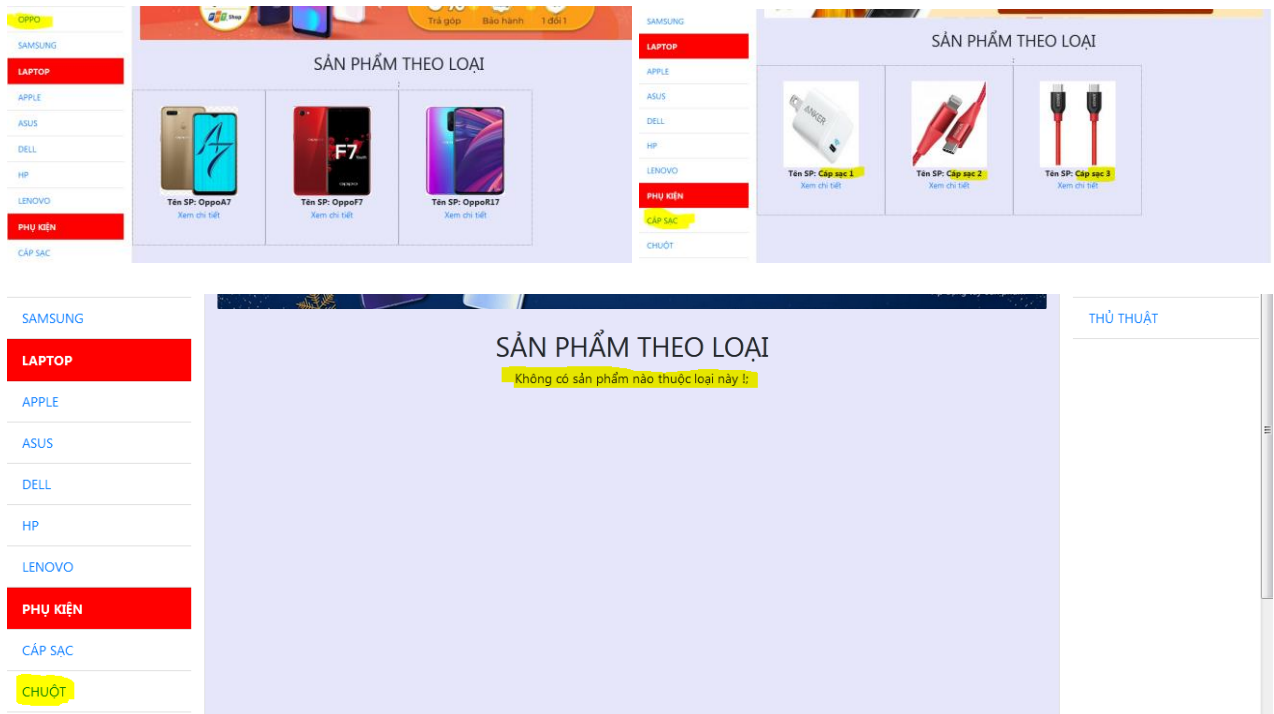 OPPO
SAMSUNG
LAPTOP
APPLE
ASUS
DELL
HP
LENOVO
PHỤ KIỆN
CÁP SẠC
Shop
Trả góp Bảo hành 1 đổi 1
SẢN PHẨM THEO LOẠI
:
F7
Tên SP: OppoA7
Xem chi tiết
Tên SP: OppoF7
Xem chi tiết
Tên SP: OppoR17
Xem chi tiết
SAMSUNG
LAPTOP
APPLE
ASUS
DELL
HP
LENOVO
PHỤ KIỆN
CÁP SẠC
CHUỘT
SẢN PHẨM THEO LOẠI
:
ANKER
Tên SP: Cáp sạc 1
Xem chi tiết
Tên SP: Cáp sạc 2
Xem chi tiết
Tên SP: Cáp sạc 3
Xem chi tiết
SAMSUNG
LAPTOP
APPLE
ASUS
DELL
HP
LENOVO
PHỤ KIỆN
CÁP SẠC
CHUỘT
SẢN PHẨM THEO LOẠI
Không có sản phẩm nào thuộc loại này !;
THỦ THUẬT